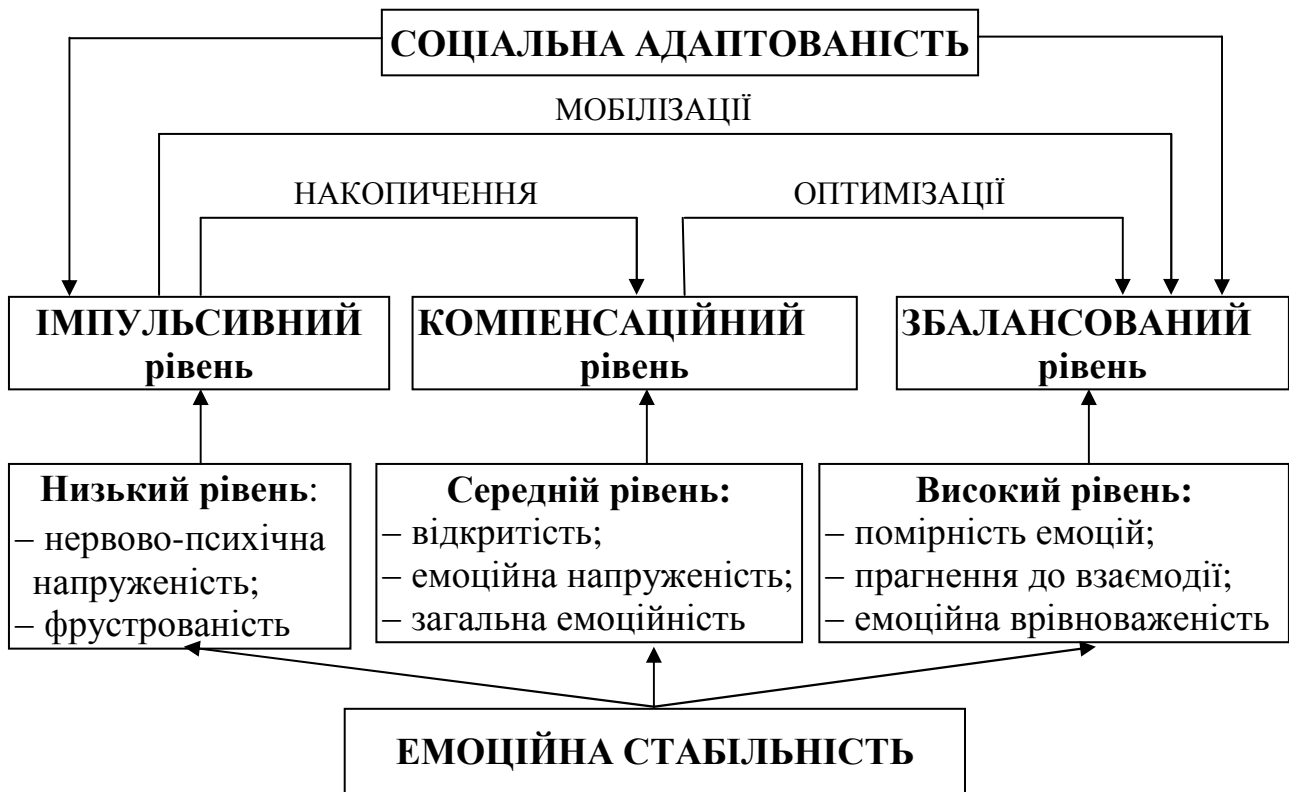 СОЦІАЛЬНА АДАПТОВАНІСТЬ
МОБІЛІЗАЦІЇ
НАКОПИЧЕННЯ
ОПТИМІЗАЦІЇ
ІМПУЛЬСИВНИЙ
рівень
КОМПЕНСАЦІЙНИЙ
рівень
ЗБАЛАНСОВАНИЙ
рівень
Низький рівень:
– нервово-психічна
напруженість;
– фрустрованість
Середній рівень:
– відкритість;
– емоційна напруженість;
– загальна емоційність
Високий рівень:
– помірність емоцій;
– прагнення до взаємодії;
– емоційна врівноваженість
ЕМОЦІЙНА СТАБІЛЬНІСТЬ